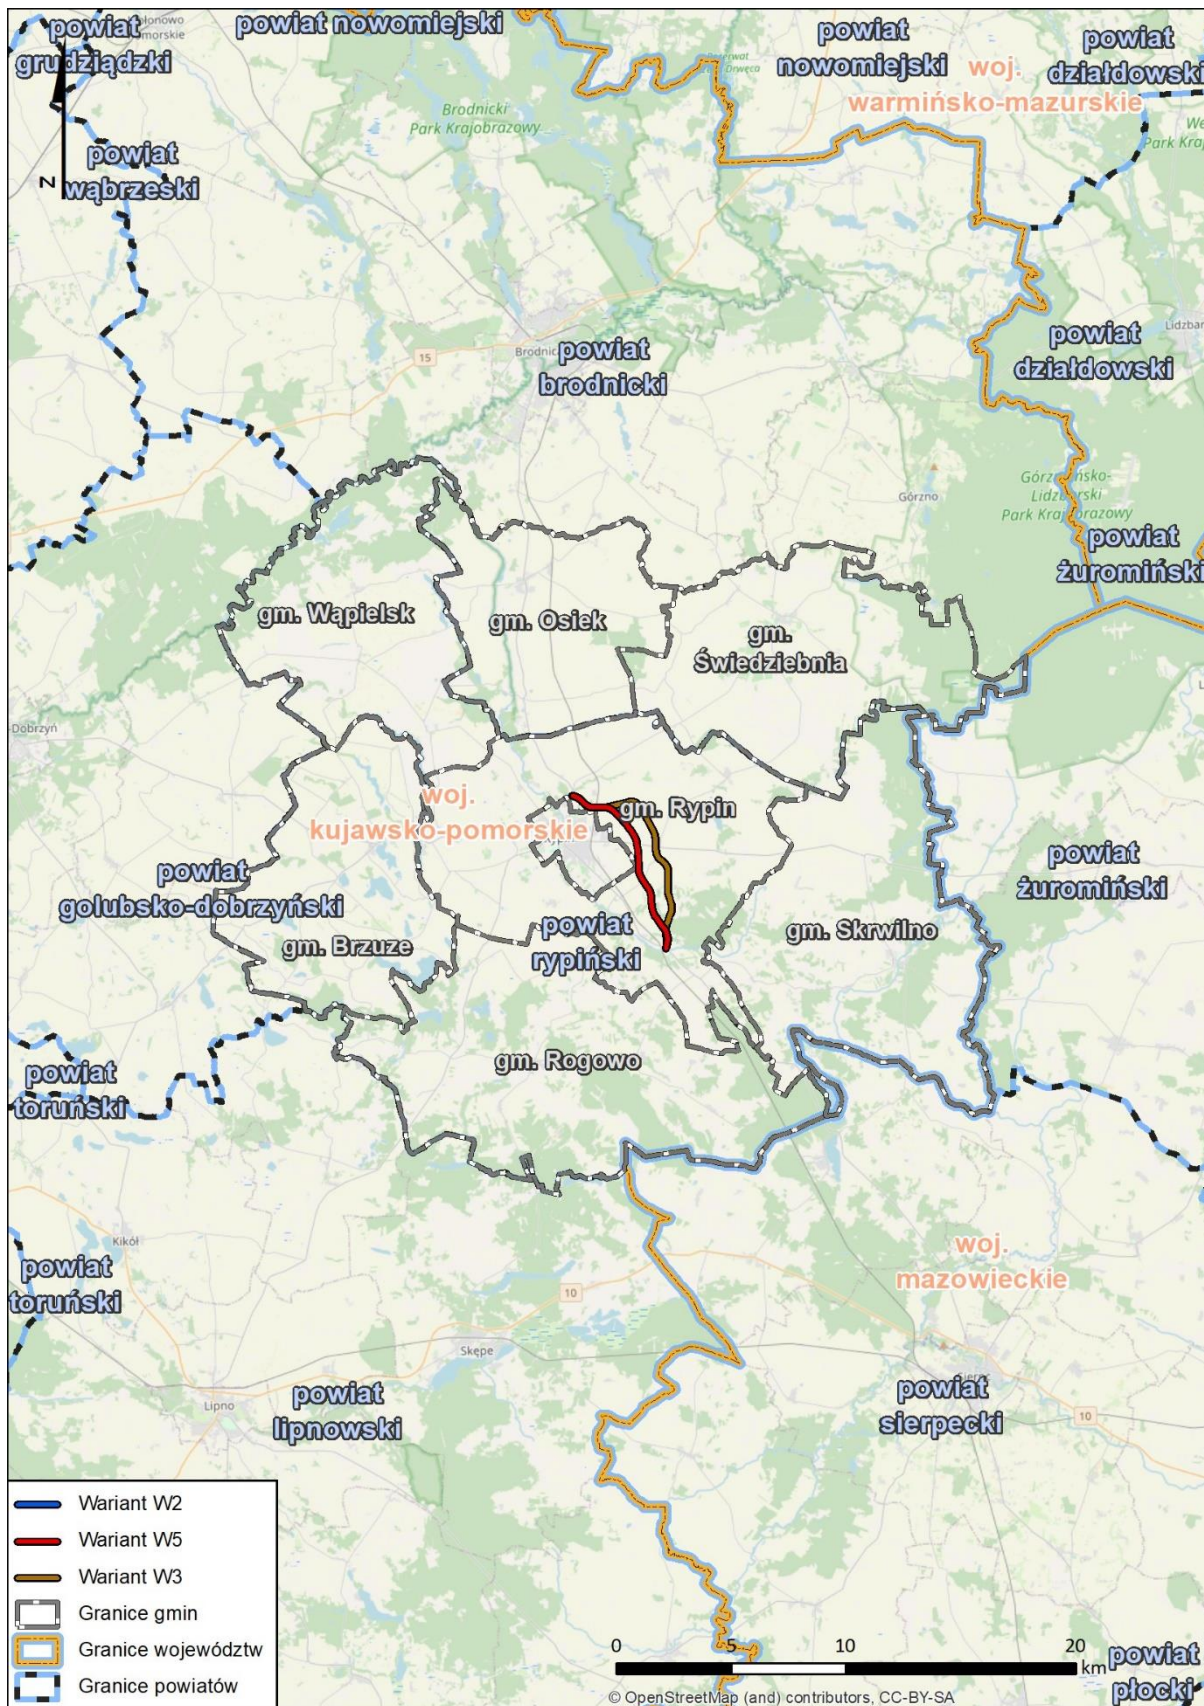 powiat
grudziądzki
powiat nowomiejski
powiat
nowomiejski
powiat
działdowski
woj.
warmińsko-mazurskie
Brodnicki
Park Krajobrazowy
powiat
wąbrzeski
Z
15
Brodnica
powiat
brodnicki
powiat
działdowski
Górzno
Park Krajobrazowy
powiat
żuromiński
gm. Wąpielsk
gm. Osiek
gm.
Świedziebnia
Dobrzyń
woj.
kujawsko-pomorskie
gm. Rypin
powiat
golubsko-dobrzyński
powiat
żuromiński
gm. Brzuze
powiat
rypiński
gm. Skrwilno
gm. Rogowo
powiat
toruński
Kikół
powiat
toruński
woj.
mazowieckie
10
10
Skępe
Lipno
powiat
lipnowski
powiat
sierpecki
10
Wariant W2
Wariant W5
Wariant W3
Granice gmin
Granice województw
Granice powiatów
0 5 10 20
km
powiat
płocki
© OpenStreetMap (and) contributors, CC-BY-SA